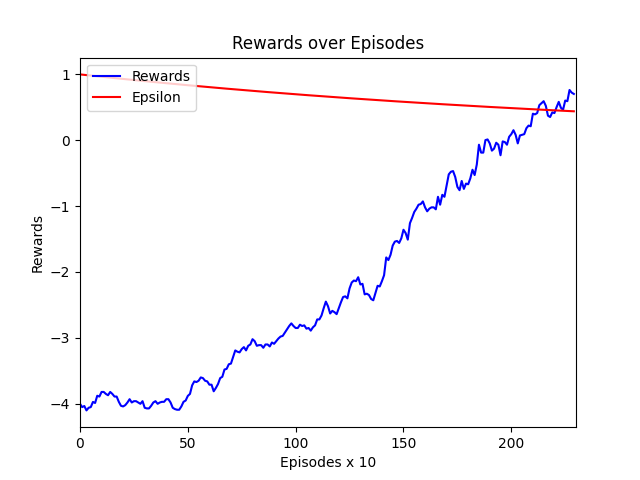 Rewards over Episodes
Rewards
Epsilon
1
0
−1
−2
−3
−4
Rewards
0
50
100
150
200
Episodes x 10